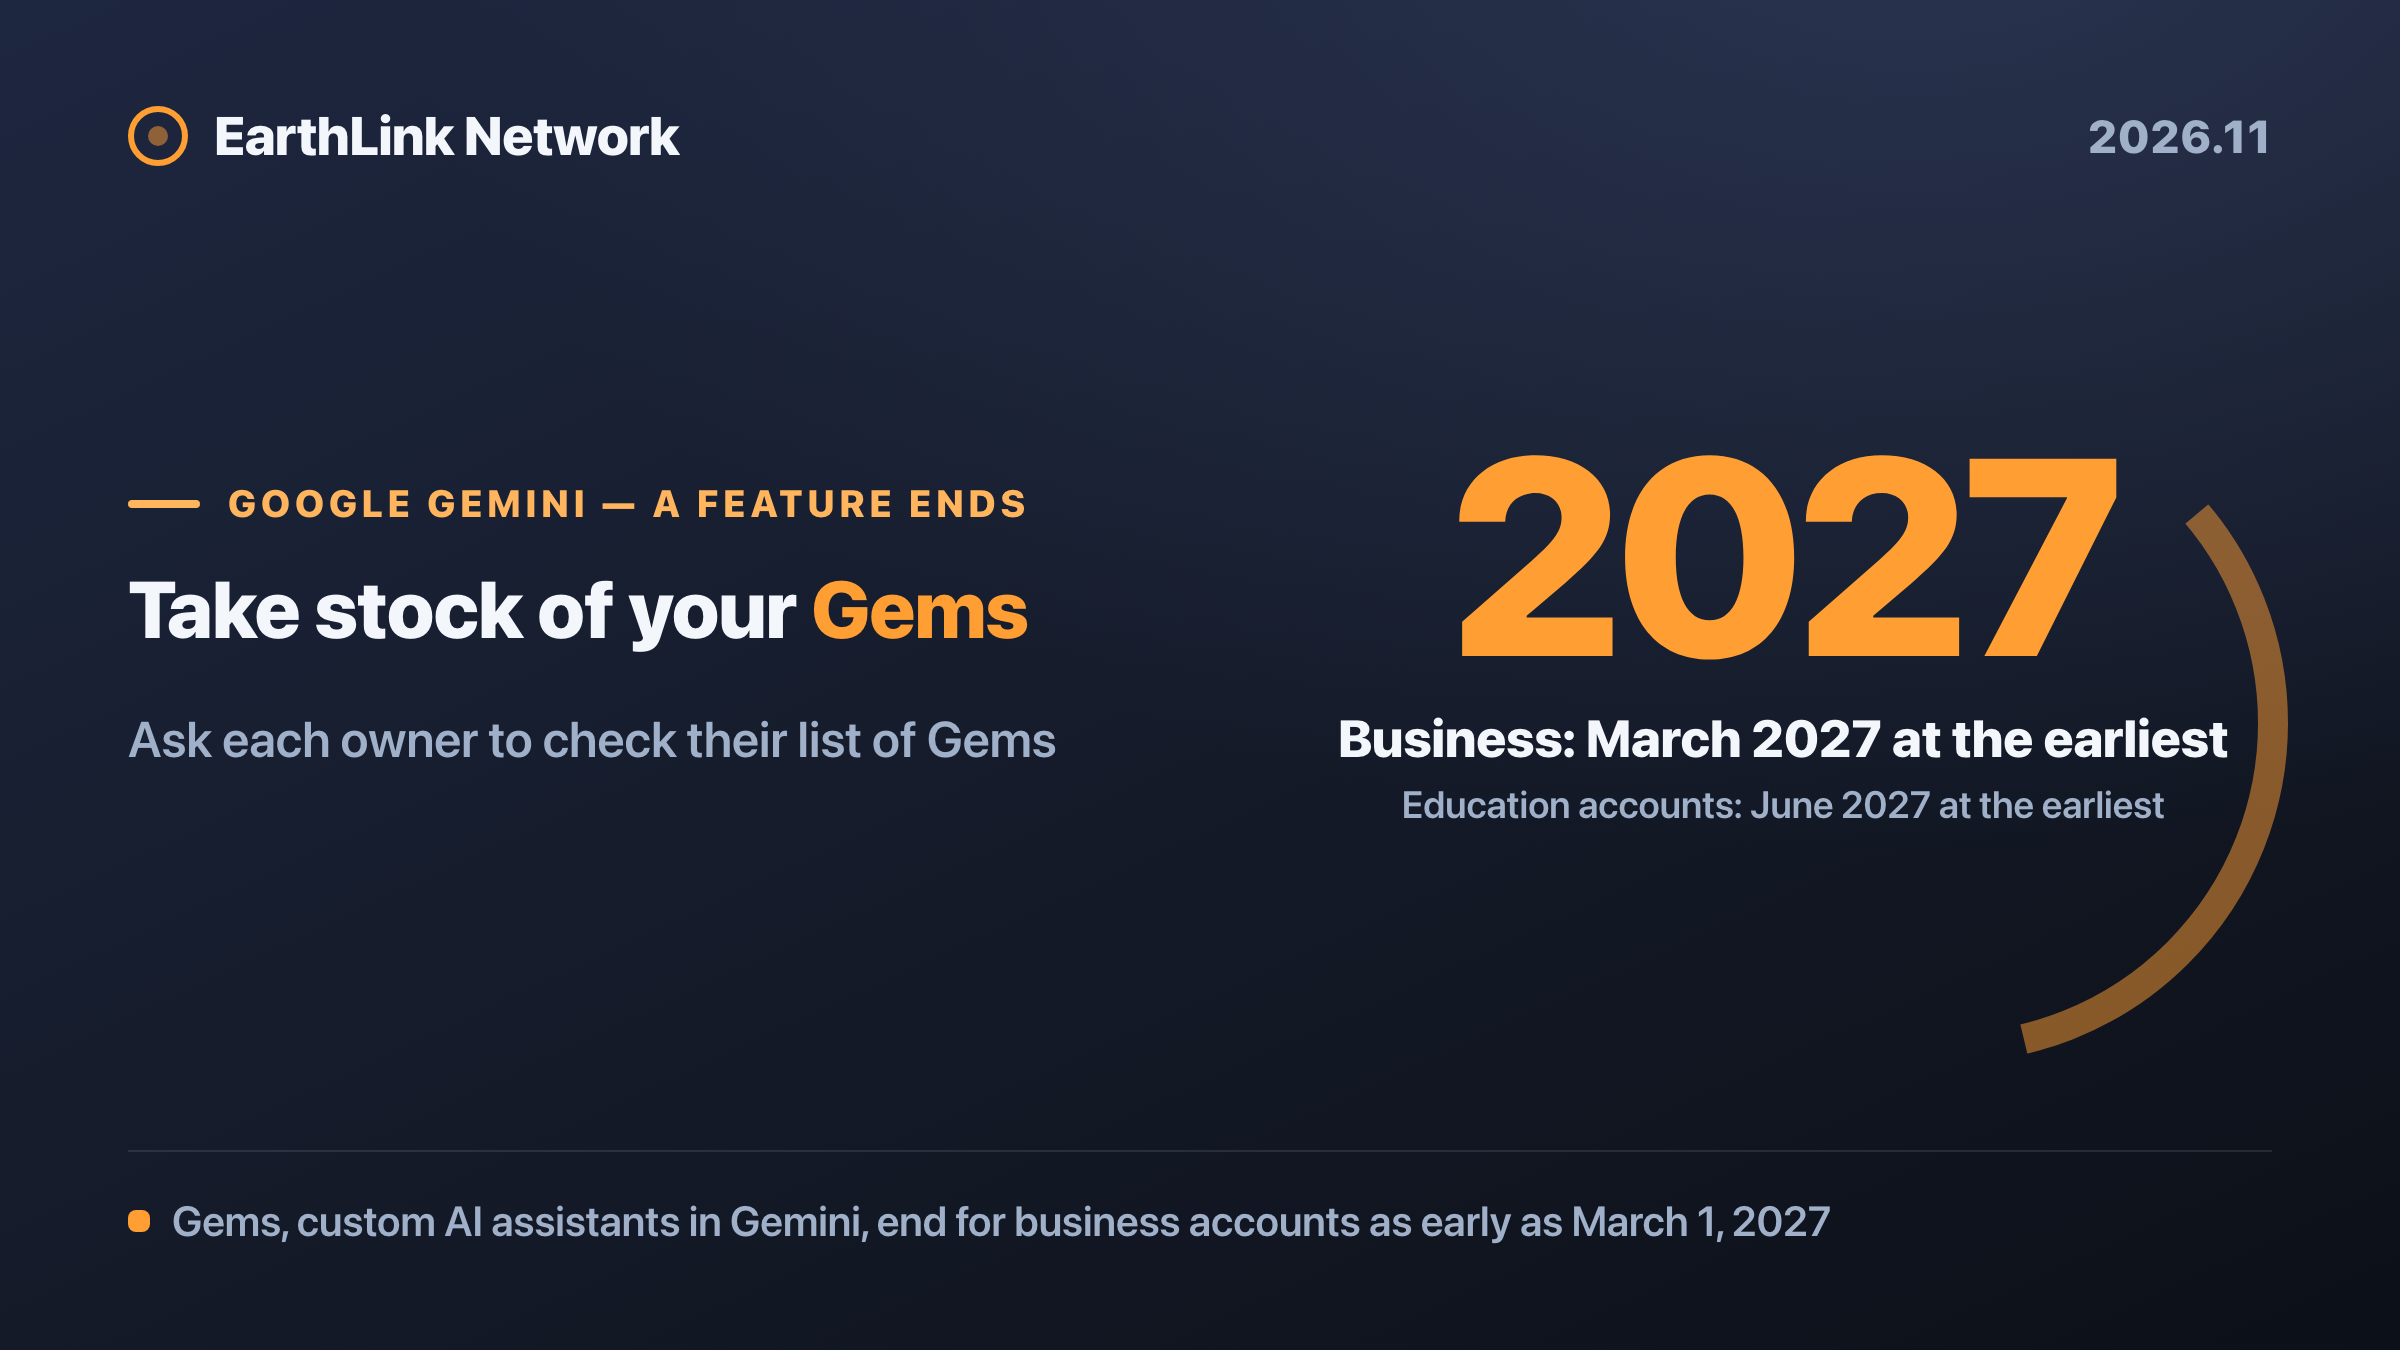 EarthLink Network
2026.11
GOOGLE GEMINI — A FEATURE ENDS
Take stock of your Gems
Ask each owner to check their list of Gems
2027
Business: March 2027 at the earliest
Education accounts: June 2027 at the earliest
Gems, custom AI assistants in Gemini, end for business accounts as early as March 1, 2027